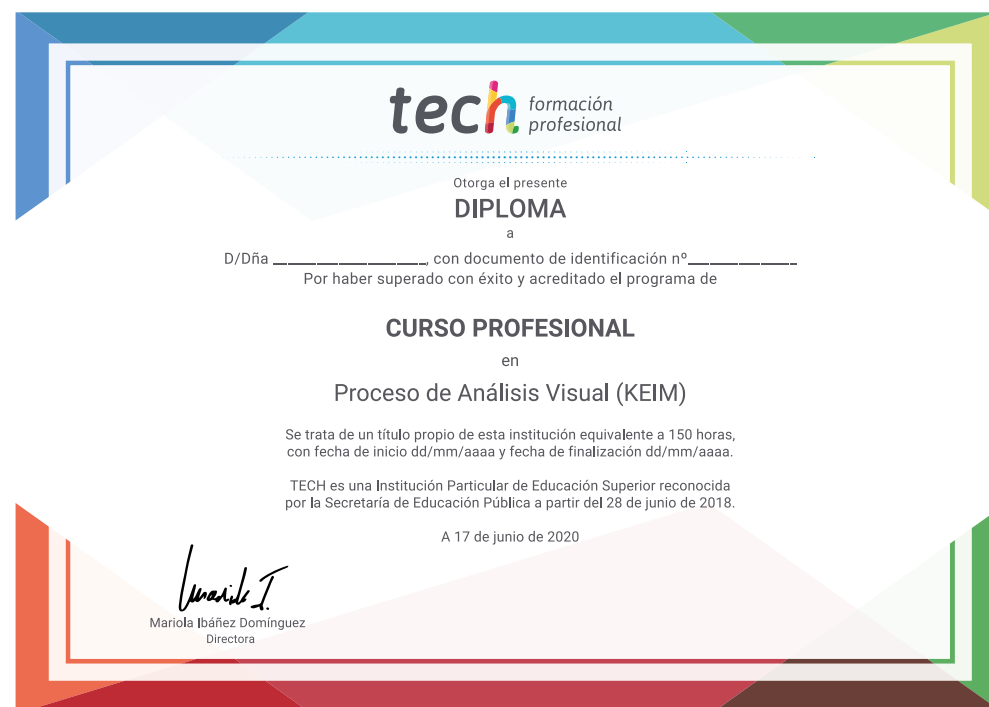 tech formación
profesional
Otorga el presente
DIPLOMA
a
D/Dña ____________________, con documento de identificación nº______________
Por haber superado con éxito y acreditado el programa de
CURSO PROFESIONAL
en
Proceso de Análisis Visual (KEIM)
Se trata de un título propio de esta institución equivalente a 150 horas,
con fecha de inicio dd/mm/aaaa y fecha de finalización dd/mm/aaaa.
TECH es una Institución Particular de Educación Superior reconocida
por la Secretaría de Educación Pública a partir del 28 de junio de 2018.
A 17 de junio de 2020
Mariola Ibáñez Domínguez
Directora